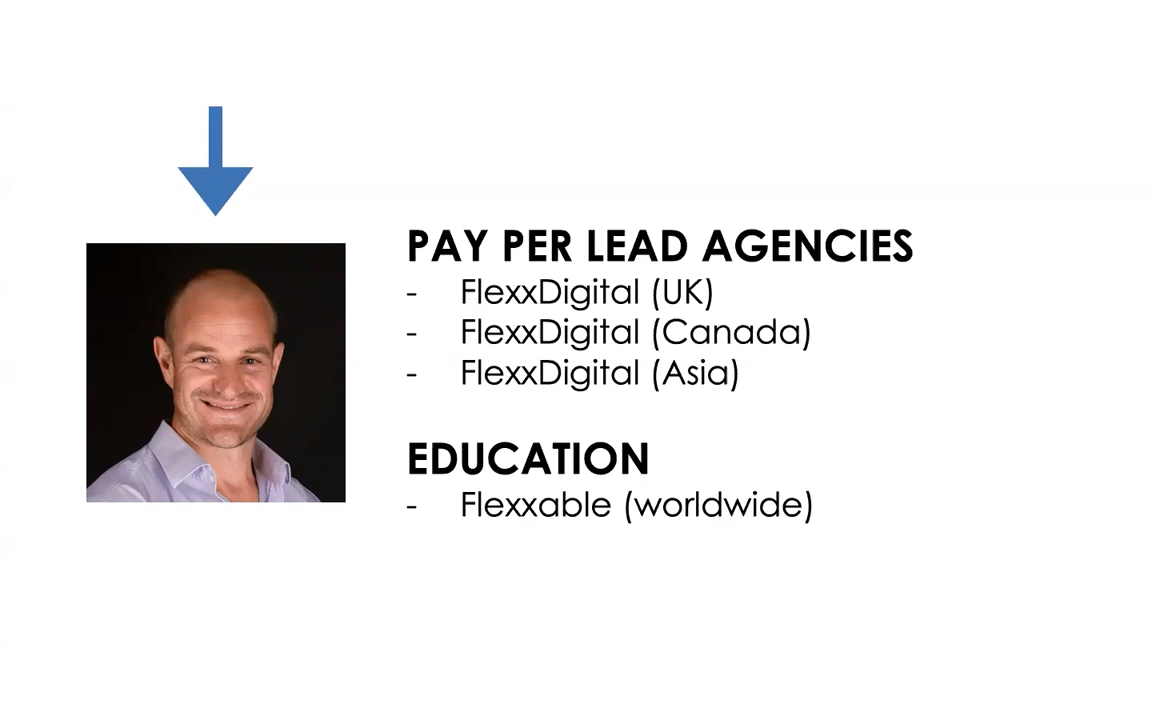 PAY PER LEAD AGENCIES
- FlexxDigital (UK)
- FlexxDigital (Canada)
- FlexxDigital (Asia)
EDUCATION
- Flexxable (worldwide)